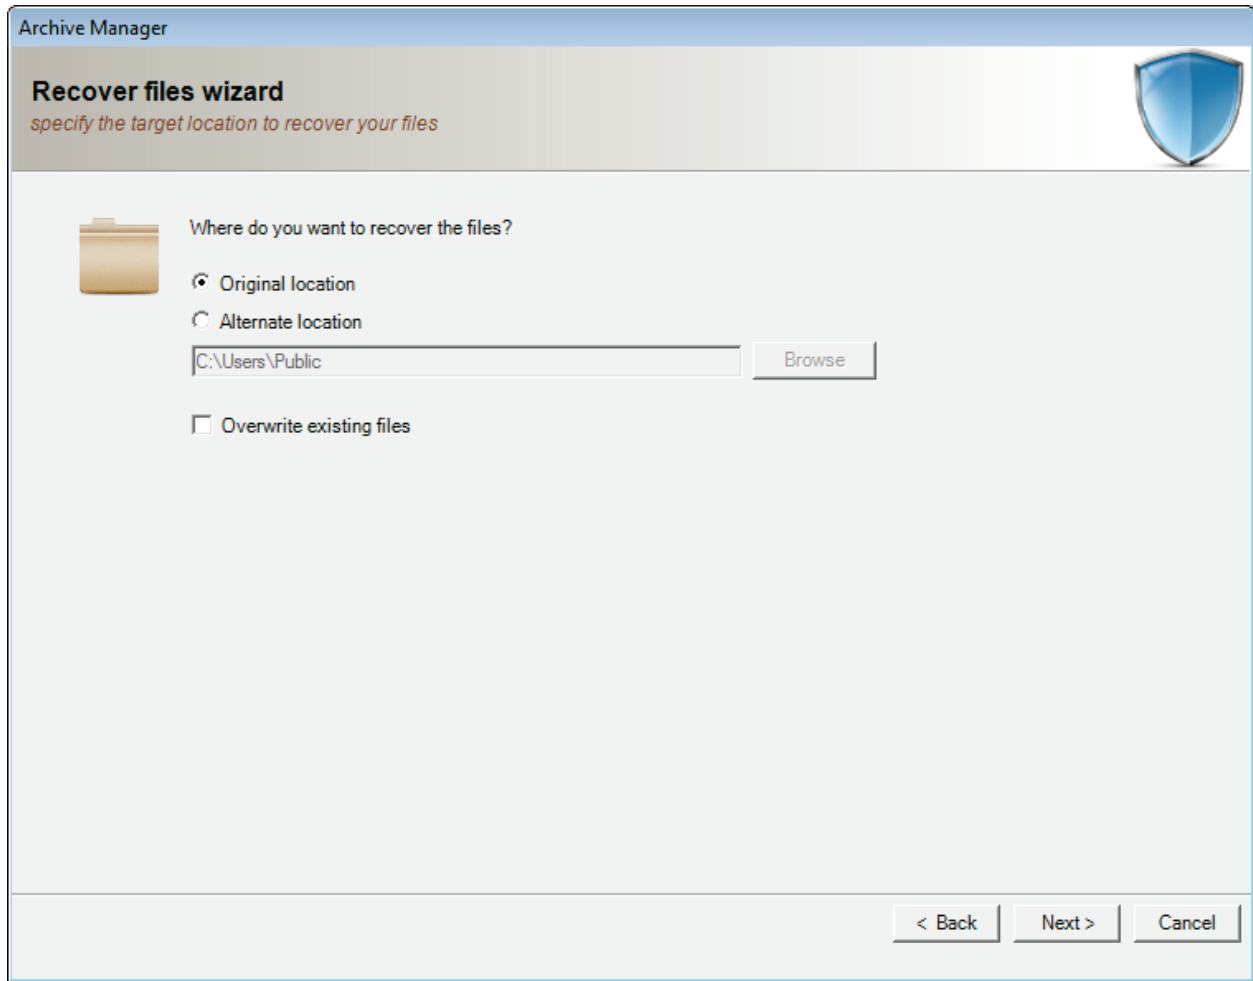 Archive Manager
Recover files wizard
specify the target location to recover your files
Where do you want to recover the files?
Original location
Alternate location
C:\Users\Public
Browse
Overwrite existing files
< Back
Next >
Cancel